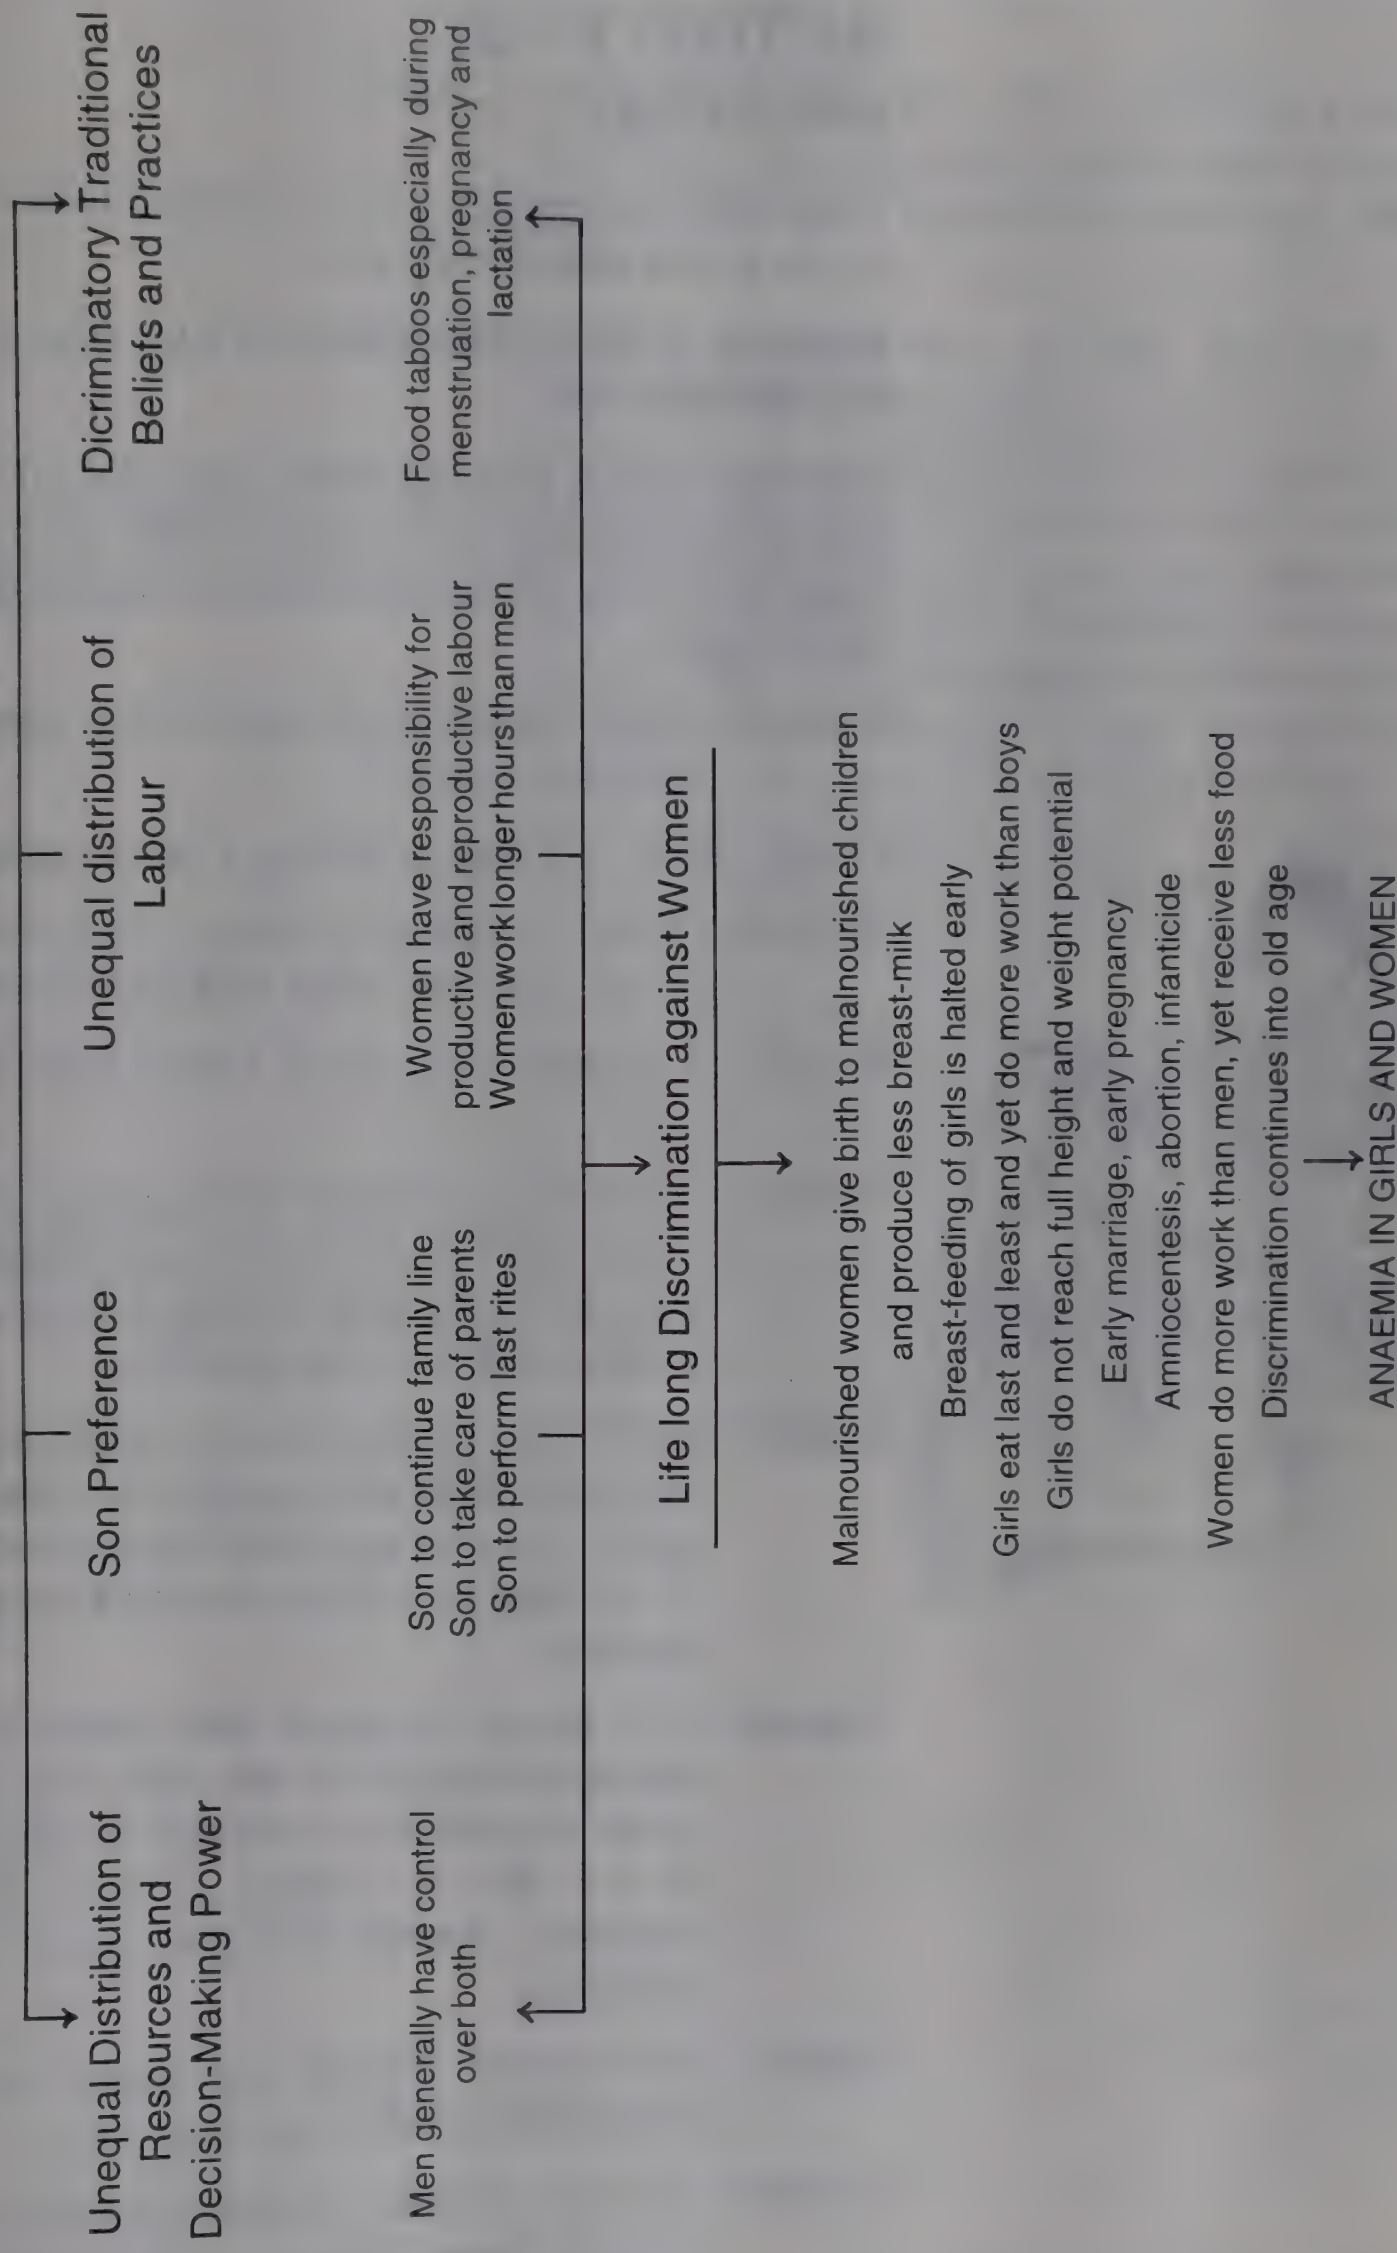 Unequal Distribution of
Resources and
Decision-Making Power
Son Preference
Unequal distribution of
Labour
Dicriminatory Traditional
Beliefs and Practices
Men generally have control
over both
Son to continue family line
Son to take care of parents
Son to perform last rites
Women have responsibility for
productive and reproductive labour
Women work longer hours than men
Food taboos especially during
menstruation, pregnancy and
lactation
Life long Discrimination against Women
Malnourished women give birth to malnourished children
and produce less breast-milk
Breast-feeding of girls is halted early
Girls eat last and least and yet do more work than boys
Girls do not reach full height and weight potential
Early marriage, early pregnancy
Amniocentesis, abortion, infanticide
Women do more work than men, yet receive less food
Discrimination continues into old age
ANAEMIA IN GIRLS AND WOMEN